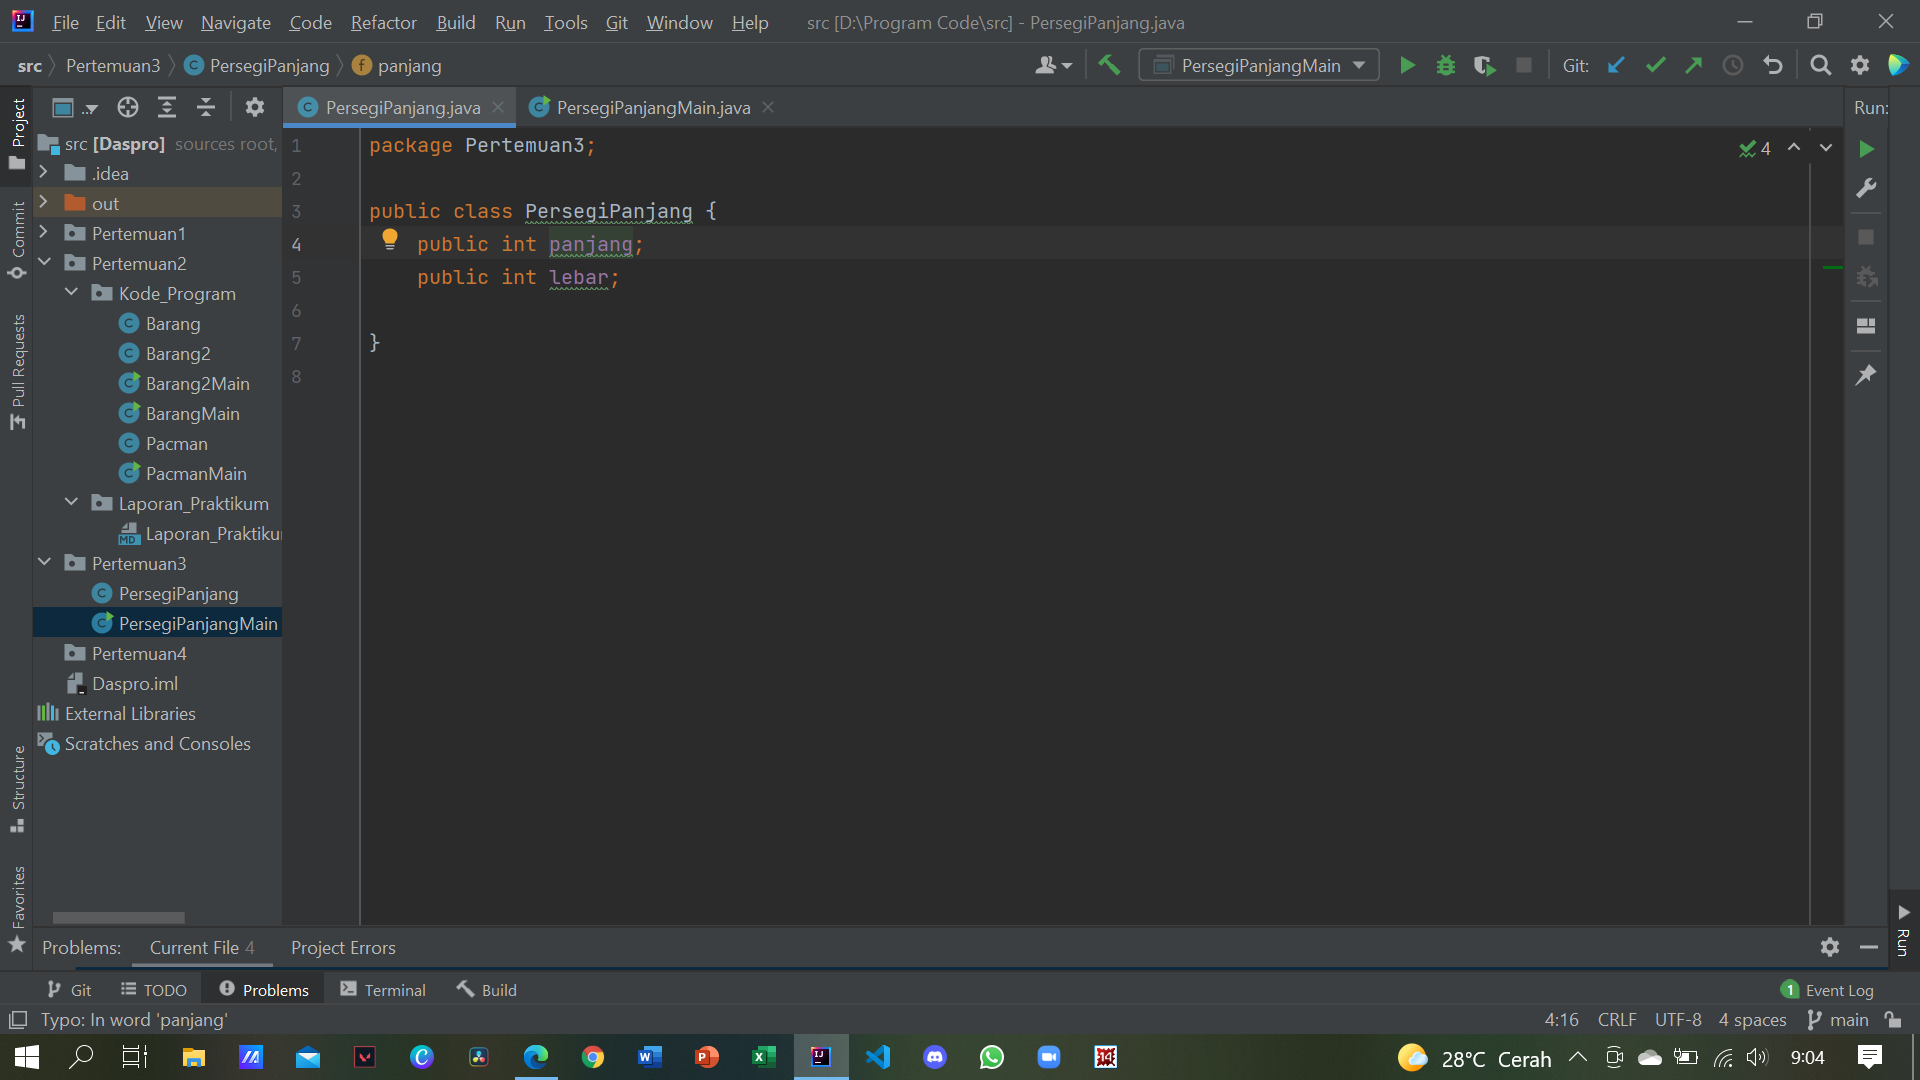 File Edit View Navigate Code Refactor Build Run Tools Git Window Help src [D:\Program Code\src] - PersegiPanjang.java
src Pertemuan3 PersegiPanjang panjang PersegiPanjangMain Git:
Project
Commit
Pull Requests
Structure
Favorites
PersegiPanjang.java PersegiPanjangMain.java Run:
src [Daspro] sources root,
.idea
out
Pertemuan1
Pertemuan2
Kode_Program
Barang
Barang2
Barang2Main
BarangMain
Pacman
PacmanMain
Laporan_Praktikum
Laporan_Praktiku
Pertemuan3
PersegiPanjang
PersegiPanjangMain
Pertemuan4
Daspro.iml
External Libraries
Scratches and Consoles
4
1 package Pertemuan3;
2
3 public class PersegiPanjang {
4 public int panjang;
5 public int lebar;
6
7 }
8
Run
Problems: Current File 4 Project Errors
Git TODO Problems Terminal Build 1 Event Log
Typo: In word 'panjang' 4:16 CRLF UTF-8 4 spaces main
28°C Cerah 9:04